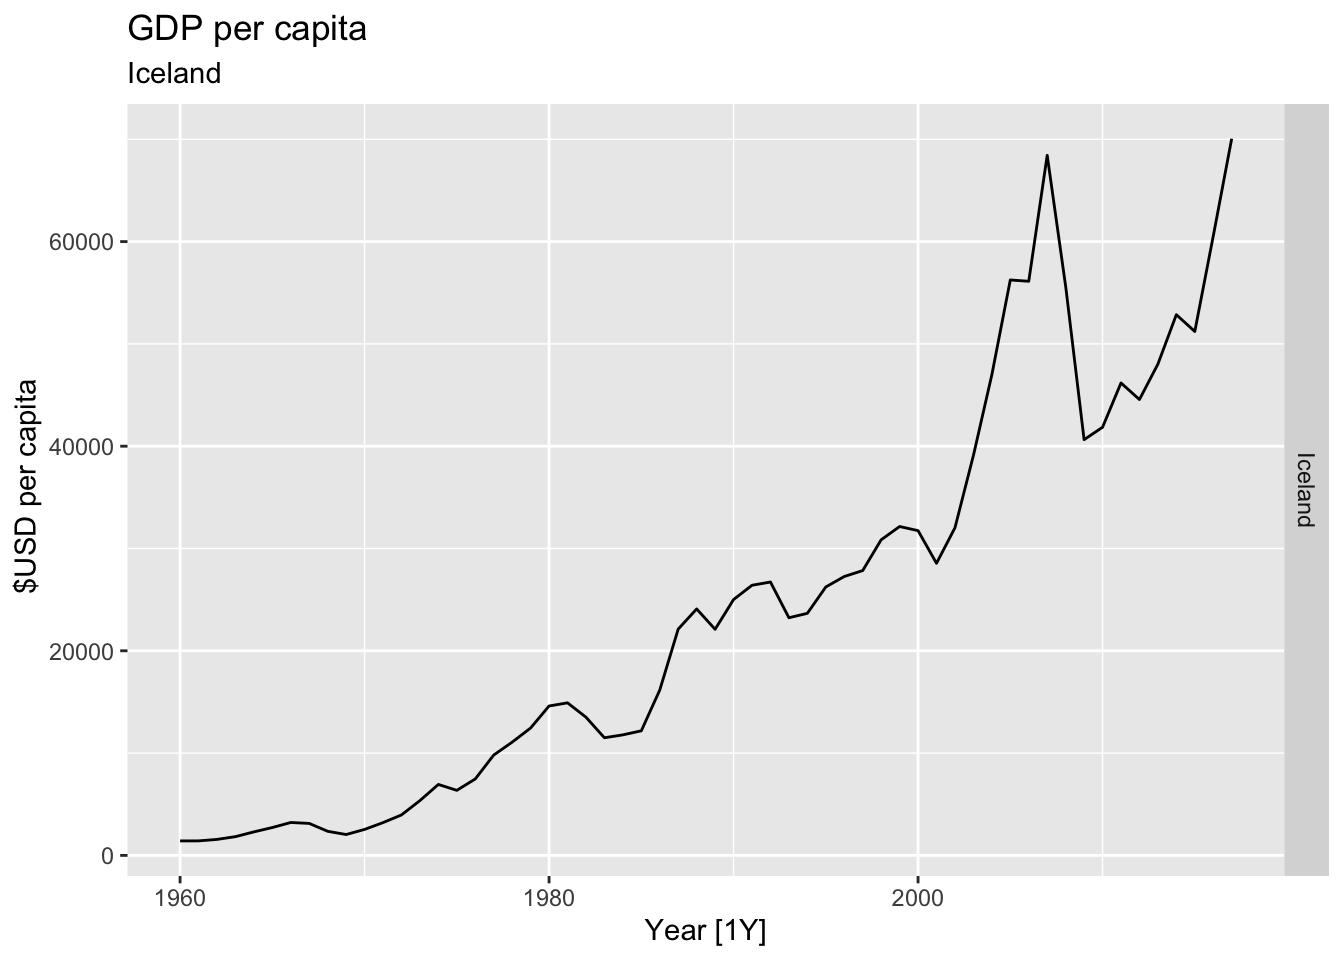 GDP per capita
Iceland
60000
40000
20000
0
$USD per capita
Iceland
1960
1980
2000
Year [1Y]